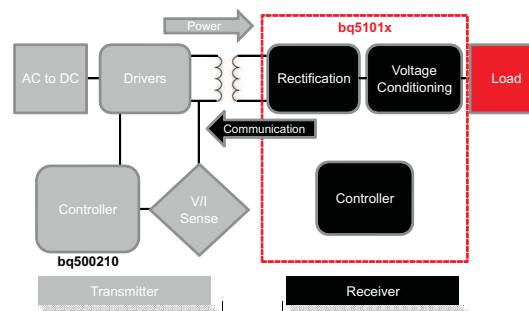 Power
bq5101x
AC to DC
Drivers
Rectification
Voltage
Conditioning
Load
Communication
Controller
V/I
Sense
Controller
bq500210
Transmitter
Receiver